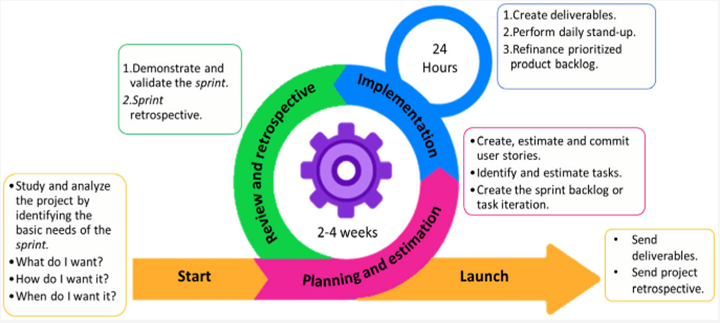 1.Demonstrate and
validate the sprint.
2.Sprint
retrospective.
24
Hours
1.Create deliverables.
2.Perform daily stand-up.
3.Refinance prioritized
product backlog.
Review and retrospective
Implementation
2-4 weeks
Planning and estimation
•Create, estimate and commit
user stories.
•Identify and estimate tasks.
•Create the sprint backlog or
task iteration.
•Study and analyze
the project by
identifying the
basic needs of the
sprint.
•What do I want?
•How do I want it?
•When do I want it?
Start
Launch
• Send
deliverables.
• Send project
retrospective.